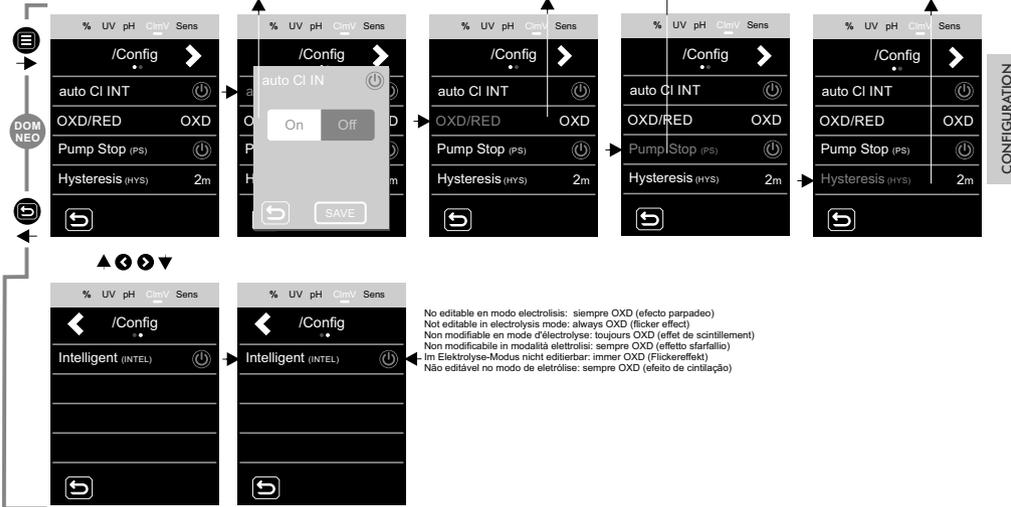 % UV pH ClmV Sens
/Config
auto Cl INT
OXD/RED OXD
Pump Stop (PS)
Hysteresis (HYS) 2m
% UV pH ClmV Sens
/Config
auto Cl IN
On Off
SAVE
% UV pH ClmV Sens
/Config
auto Cl INT
OXD/RED OXD
Pump Stop (PS)
Hysteresis (HYS) 2m
% UV pH ClmV Sens
/Config
auto Cl INT
OXD/RED OXD
Pump Stop (PS)
Hysteresis (HYS) 2m
% UV pH ClmV Sens
/Config
auto Cl INT
OXD/RED OXD
Pump Stop (PS)
Hysteresis (HYS) 2m
DOM
NEO
CONFIGURATION
% UV pH ClmV Sens
/Config
Intelligent (INTEL)
% UV pH ClmV Sens
/Config
Intelligent (INTEL)
No editable en modo electrolisis: siempre OXD (efecto parpadeo)
Not editable in electrolysis mode: always OXD (flicker effect)
Non modifiable en mode d'électrolyse: toujours OXD (effet de scintillement)
Non modificabile in modalità elettrolisi: sempre OXD (effetto sfarfallio)
Im Elektrolyse-Modus nicht editierbar: immer OXD (Flickereffekt)
Não editável no modo de eletrólise: sempre OXD (efeito de cintilação)